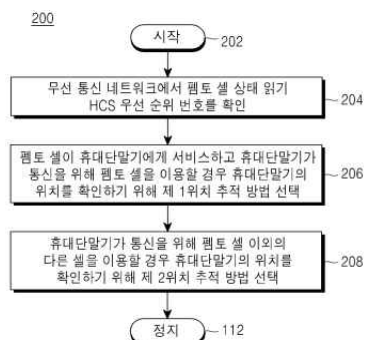 200
시작
202
무선 통신 네트워크에서 펨토 셀 상태 읽기
HCS 우선 순위 번호를 확인
204
펨토 셀이 휴대단말기에게 서비스하고 휴대단말기가
통신을 위해 펨토 셀을 이용할 경우 휴대단말기의
위치를 확인하기 위해 제 1위치 추적 방법 선택
206
휴대단말기가 통신을 위해 펨토 셀 이외의
다른 셀을 이용할 경우 휴대단말기의 위치를
확인하기 위해 제 2위치 추적 방법 선택
208
정지
112